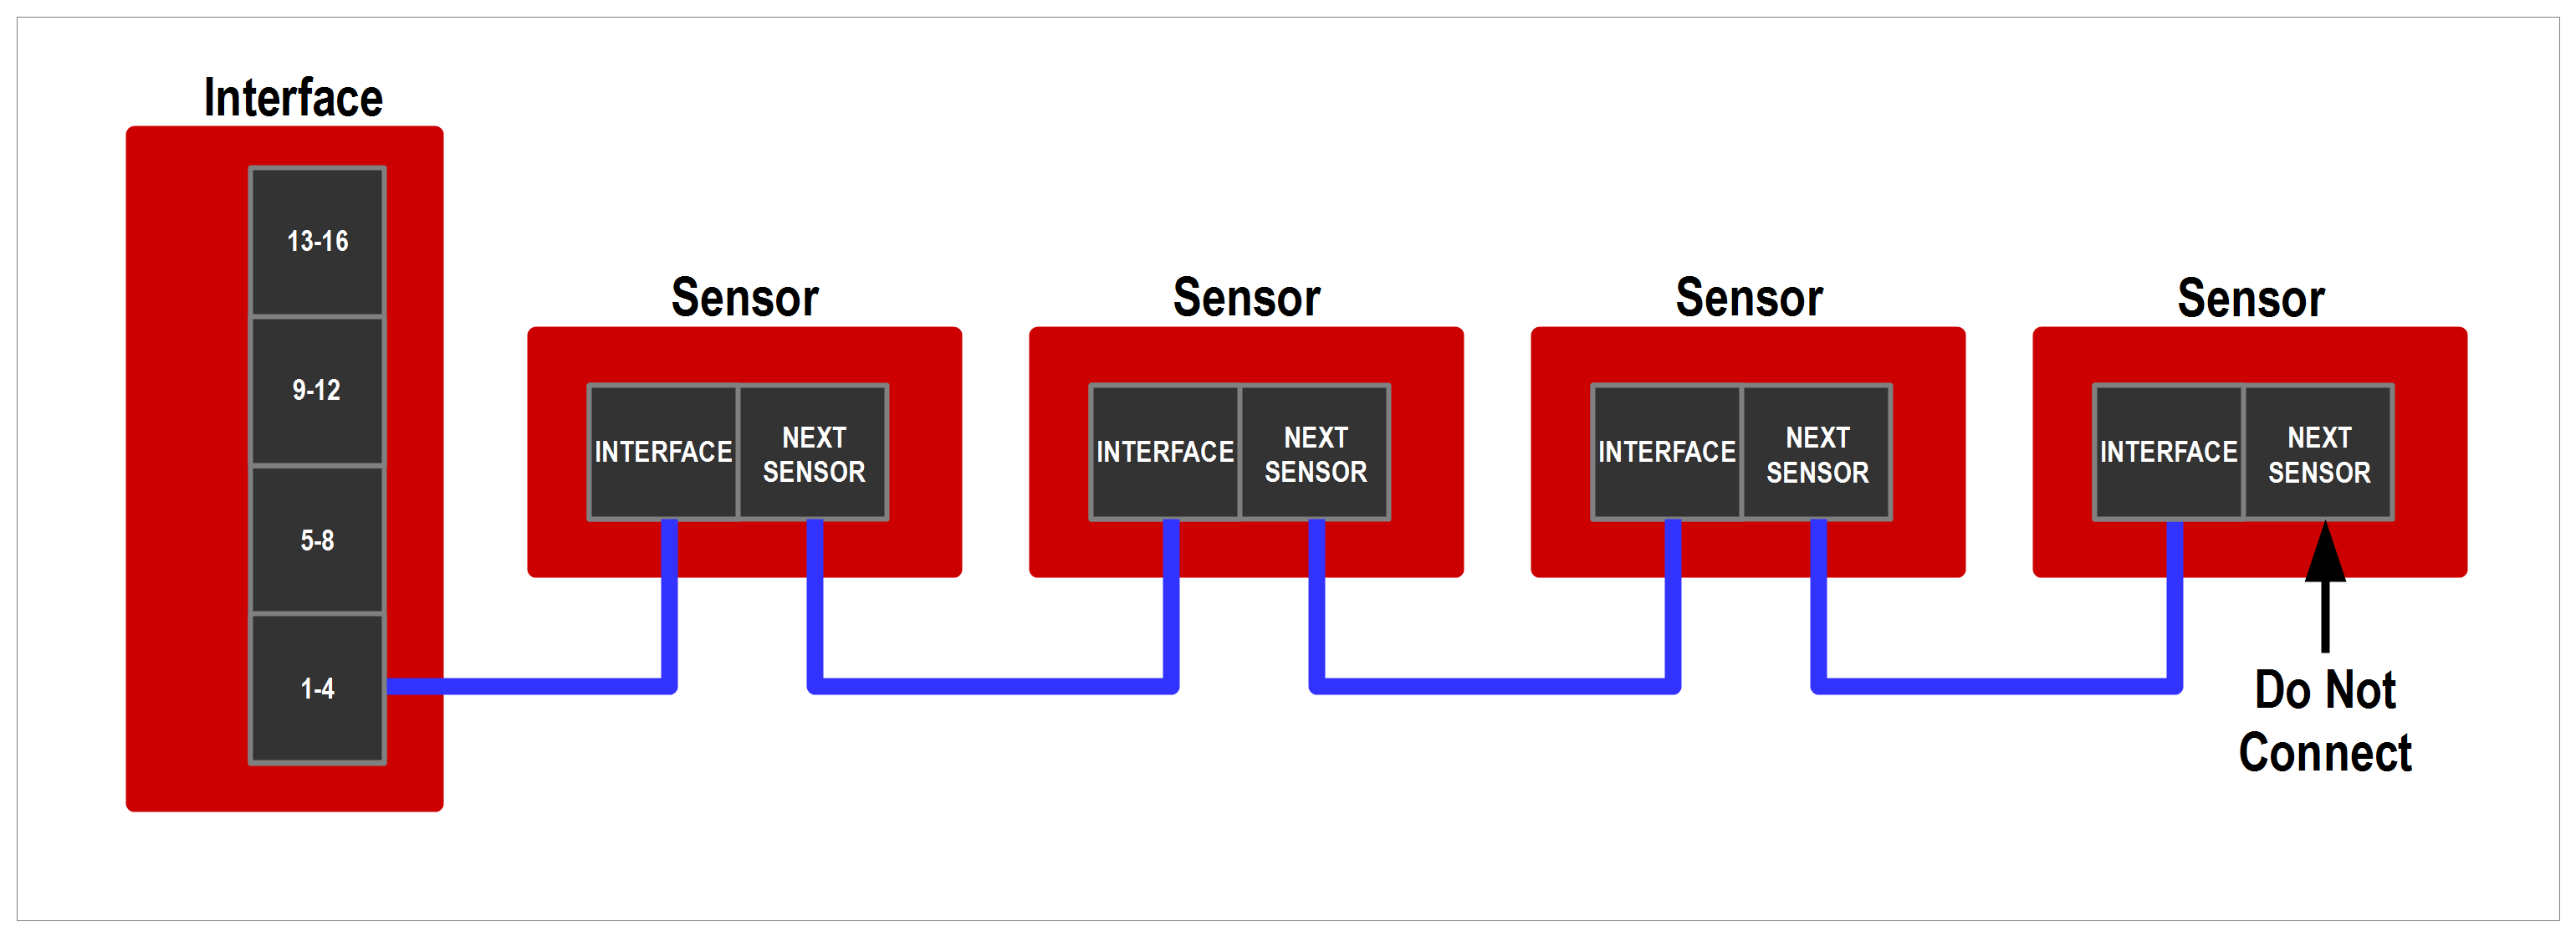 Interface
13-16
9-12
5-8
1-4
Sensor
INTERFACE
NEXT
SENSOR
Sensor
INTERFACE
NEXT
SENSOR
Sensor
INTERFACE
NEXT
SENSOR
Sensor
INTERFACE
NEXT
SENSOR
Do Not
Connect